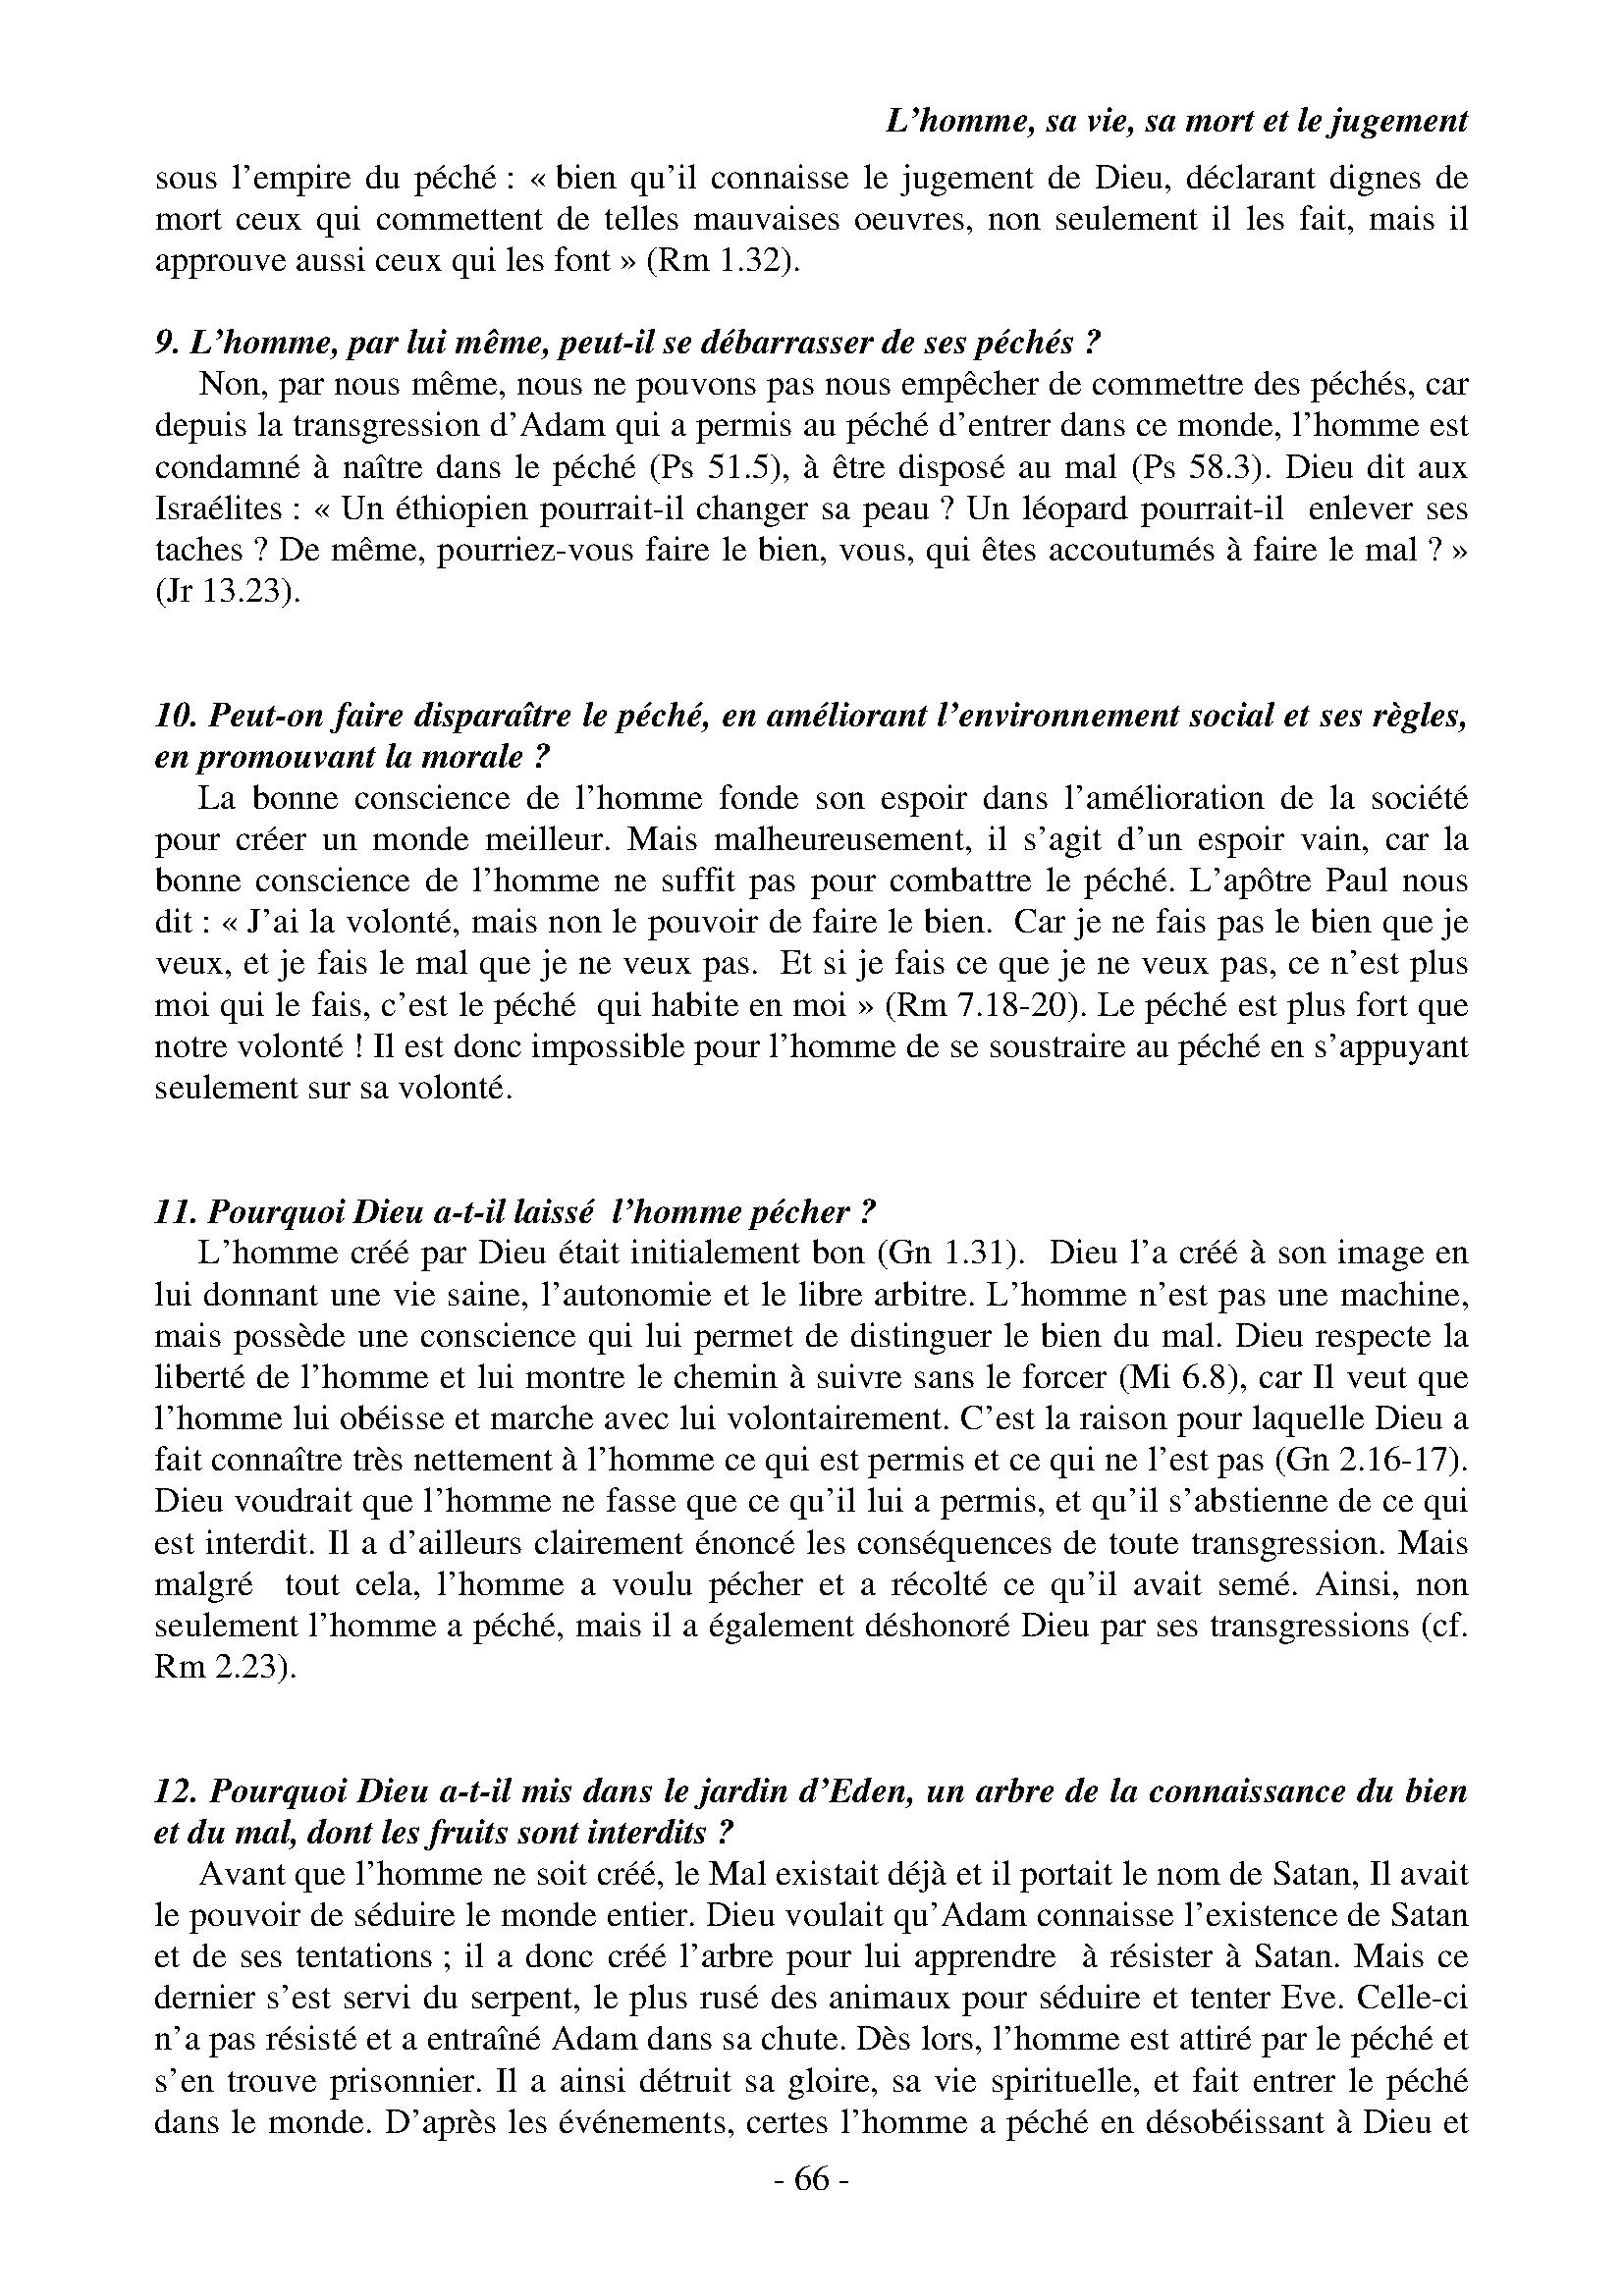 L’homme, sa vie, sa mort et le jugement
sous l’empire du péché : « bien qu’il connaisse le jugement de Dieu, déclarant dignes de
mort ceux qui commettent de telles mauvaises oeuvres, non seulement il les fait, mais il
approuve aussi ceux qui les font » (Rm 1.32).
9. L’homme, par lui même, peut-il se débarrasser de ses péchés ?
Non, par nous même, nous ne pouvons pas nous empêcher de commettre des péchés, car
depuis la transgression d’Adam qui a permis au péché d’entrer dans ce monde, l’homme est
condamné à naître dans le péché (Ps 51.5), à être disposé au mal (Ps 58.3). Dieu dit aux
Israélites : « Un éthiopien pourrait-il changer sa peau ? Un léopard pourrait-il enlever ses
taches ? De même, pourriez-vous faire le bien, vous, qui êtes accoutumés à faire le mal ? »
(Jr 13.23).
10. Peut-on faire disparaître le péché, en améliorant l’environnement social et ses règles,
en promouvant la morale ?
La bonne conscience de l’homme fonde son espoir dans l’amélioration de la société
pour créer un monde meilleur. Mais malheureusement, il s’agit d’un espoir vain, car la
bonne conscience de l’homme ne suffit pas pour combattre le péché. L’apôtre Paul nous
dit : « J’ai la volonté, mais non le pouvoir de faire le bien. Car je ne fais pas le bien que je
veux, et je fais le mal que je ne veux pas. Et si je fais ce que je ne veux pas, ce n’est plus
moi qui le fais, c’est le péché qui habite en moi » (Rm 7.18-20). Le péché est plus fort que
notre volonté ! Il est donc impossible pour l’homme de se soustraire au péché en s’appuyant
seulement sur sa volonté.
11. Pourquoi Dieu a-t-il laissé l’homme pécher ?
L’homme créé par Dieu était initialement bon (Gn 1.31). Dieu l’a créé à son image en
lui donnant une vie saine, l’autonomie et le libre arbitre. L’homme n’est pas une machine,
mais possède une conscience qui lui permet de distinguer le bien du mal. Dieu respecte la
liberté de l’homme et lui montre le chemin à suivre sans le forcer (Mi 6.8), car Il veut que
l’homme lui obéisse et marche avec lui volontairement. C’est la raison pour laquelle Dieu a
fait connaître très nettement à l’homme ce qui est permis et ce qui ne l’est pas (Gn 2.16-17).
Dieu voudrait que l’homme ne fasse que ce qu’il lui a permis, et qu’il s’abstienne de ce qui
est interdit. Il a d’ailleurs clairement énoncé les conséquences de toute transgression. Mais
malgré tout cela, l’homme a voulu pécher et a récolté ce qu’il avait semé. Ainsi, non
seulement l’homme a péché, mais il a également déshonoré Dieu par ses transgressions (cf.
Rm 2.23).
12. Pourquoi Dieu a-t-il mis dans le jardin d’Eden, un arbre de la connaissance du bien
et du mal, dont les fruits sont interdits ?
Avant que l’homme ne soit créé, le Mal existait déjà et il portait le nom de Satan, Il avait
le pouvoir de séduire le monde entier. Dieu voulait qu’Adam connaisse l’existence de Satan
et de ses tentations ; il a donc créé l’arbre pour lui apprendre à résister à Satan. Mais ce
dernier s’est servi du serpent, le plus rusé des animaux pour séduire et tenter Eve. Celle-ci
n’a pas résisté et a entraîné Adam dans sa chute. Dès lors, l’homme est attiré par le péché et
s’en trouve prisonnier. Il a ainsi détruit sa gloire, sa vie spirituelle, et fait entrer le péché
dans le monde. D’après les événements, certes l’homme a péché en désobéissant à Dieu et
- 66 -